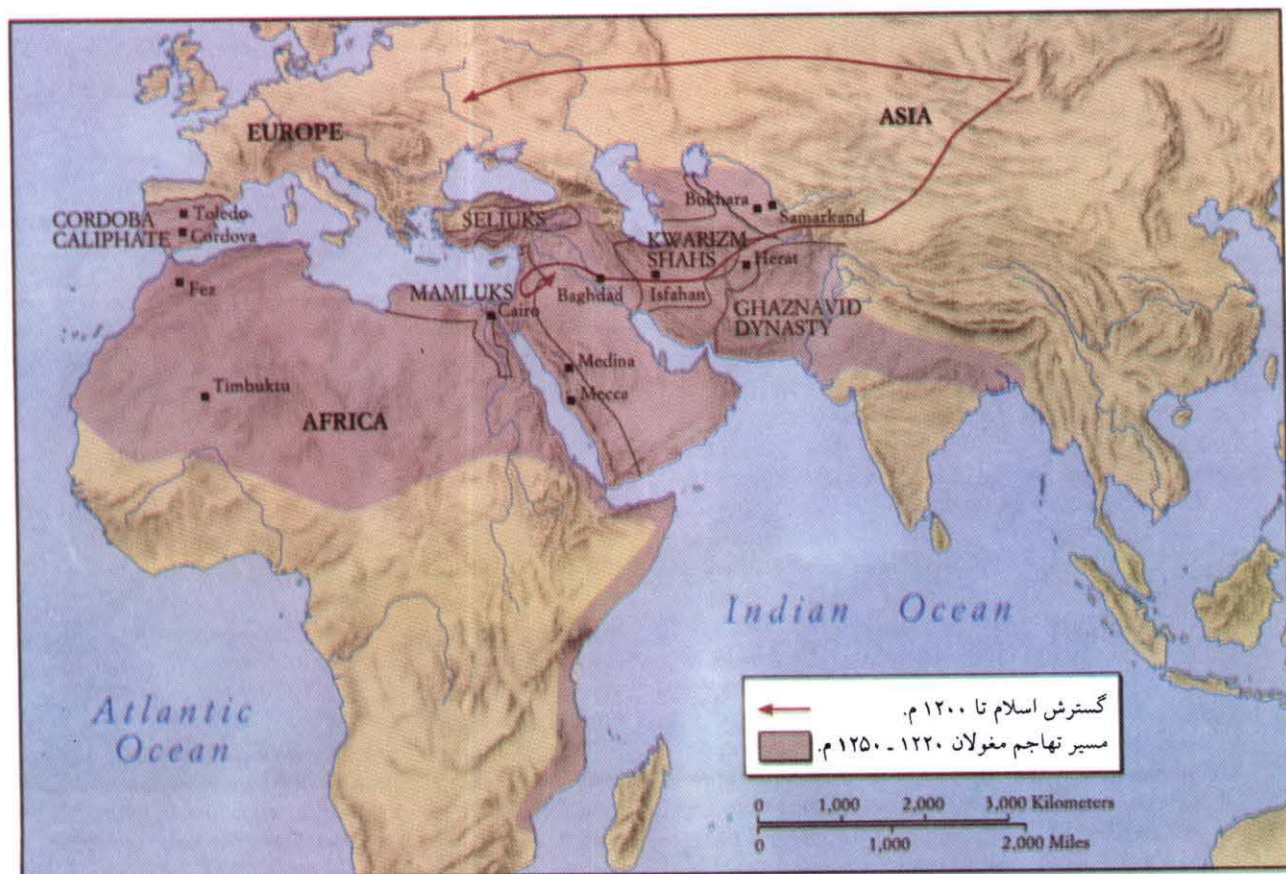 EUROPE
ASIA
CORDOBA
CALIPHATE
Toledo
Cordova
SELJUKS
Bokhara
Samarkand
KWARIZM
SHAHS
Herat
Fez
MAMLUKS
Cairo
Baghdad
Isfahan
GHAZNAVID
DYNASTY
Medina
Mecca
Timbuktu
AFRICA
Indian Ocean
Atlantic
Ocean
گسترش اسلام تا ۱۲۰۰ م.
مسیر تهاجم مغولان ۱۲۲۰ ـ ۱۲۵۰ م.
0 1,000 2,000 3,000 Kilometers
0 1,000 2,000 Miles